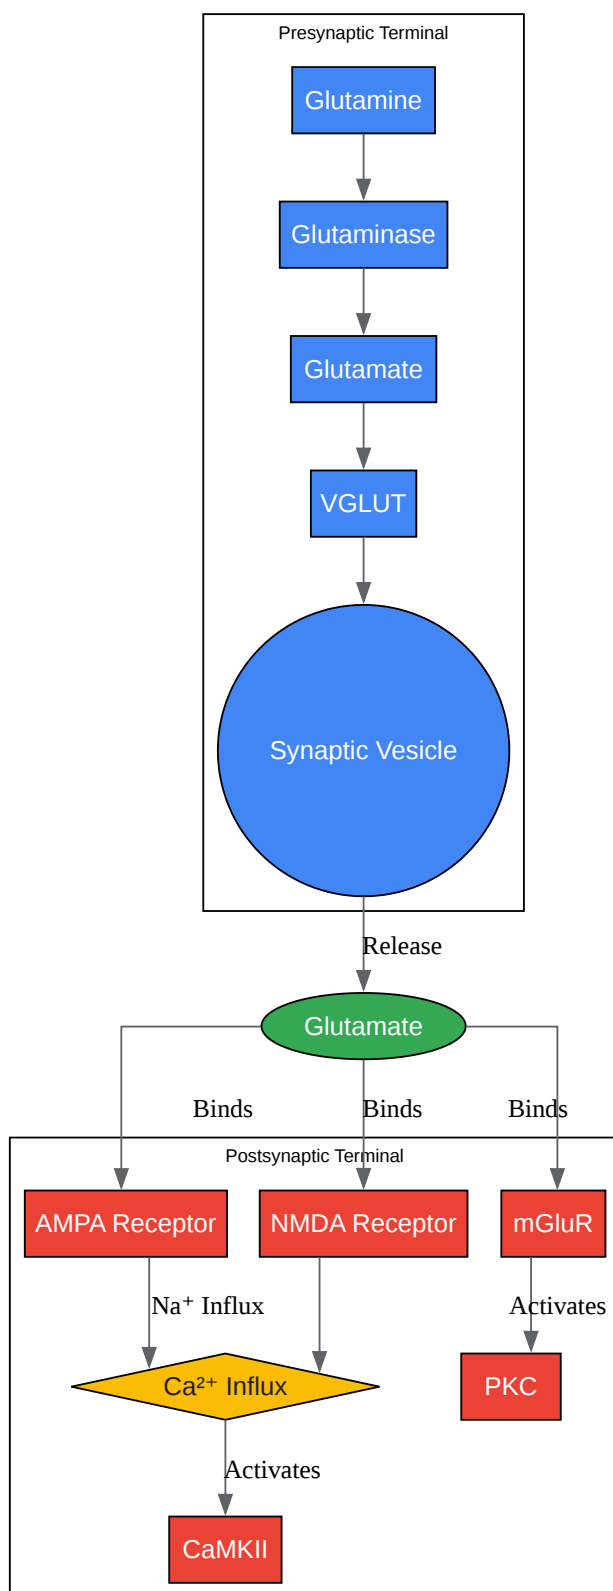 Presynaptic Terminal
Glutamine
Glutaminase
Glutamate
VGLUT
Synaptic Vesicle
Release
Glutamate
Binds
Binds
Binds
Postsynaptic Terminal
AMPA Receptor
NMDA Receptor
mGluR
Na⁺ Influx
Activates
Ca²⁺ Influx
PKC
Activates
CaMKII